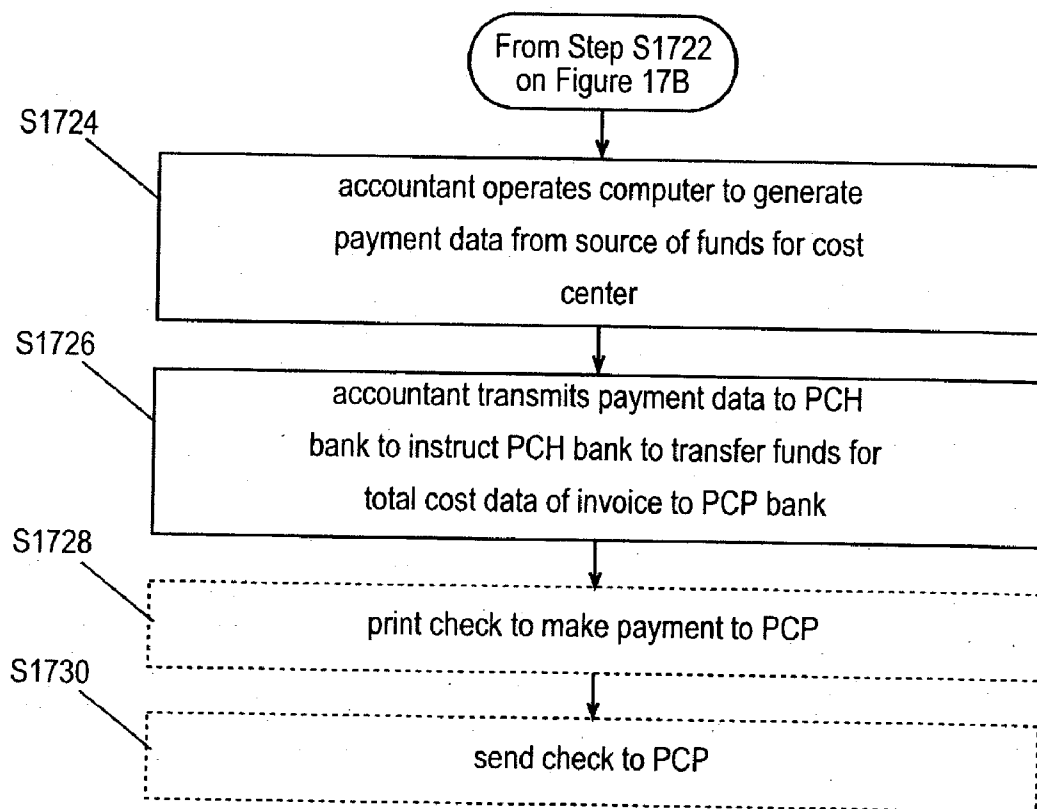 From Step S1722
on Figure 17B
S1724
accountant operates computer to generate
payment data from source of funds for cost
center
S1726
accountant transmits payment data to PCH
bank to instruct PCH bank to transfer funds for
total cost data of invoice to PCP bank
S1728
print check to make payment to PCP
S1730
send check to PCP